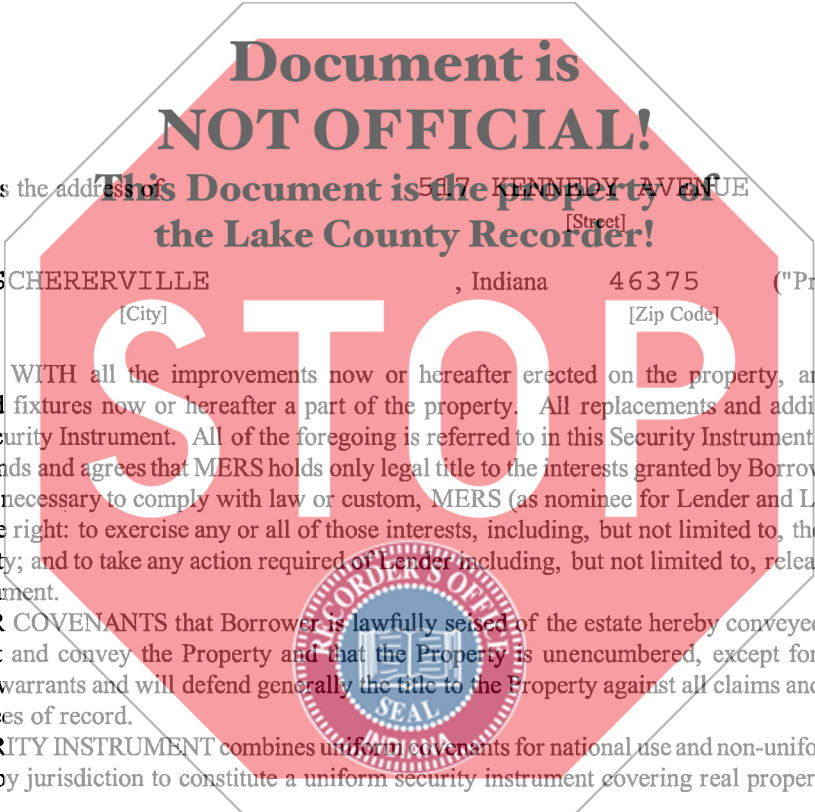 Document is
NOT OFFICIAL!
s the address of 517 KENNEDY AVENUE
This Document is the property of
[Street]
the Lake County Recorder!
SCHERERVILLE , Indiana 46375 ("Pr
[City] [Zip Code]
STOP
WITH all the improvements now or hereafter erected on the property, an
fixtures now or hereafter a part of the property. All replacements and addi
curity Instrument. All of the foregoing is referred to in this Security Instrument
nds and agrees that MERS holds only legal title to the interests granted by Borrow
necessary to comply with law or custom, MERS (as nominee for Lender and L
e right: to exercise any or all of those interests, including, but not limited to, the
ty; and to take any action required of Lender including, but not limited to, relea
ment.
R COVENANTS that Borrower is lawfully seised of the estate hereby conveyed
t and convey the Property and that the Property is unencumbered, except for
warrants and will defend generally the title to the Property against all claims and
es of record.
RITY INSTRUMENT combines uniform covenants for national use and non-unifo
by jurisdiction to constitute a uniform security instrument covering real proper
RECORDER'S OFFICE
SEAL
INDIANA